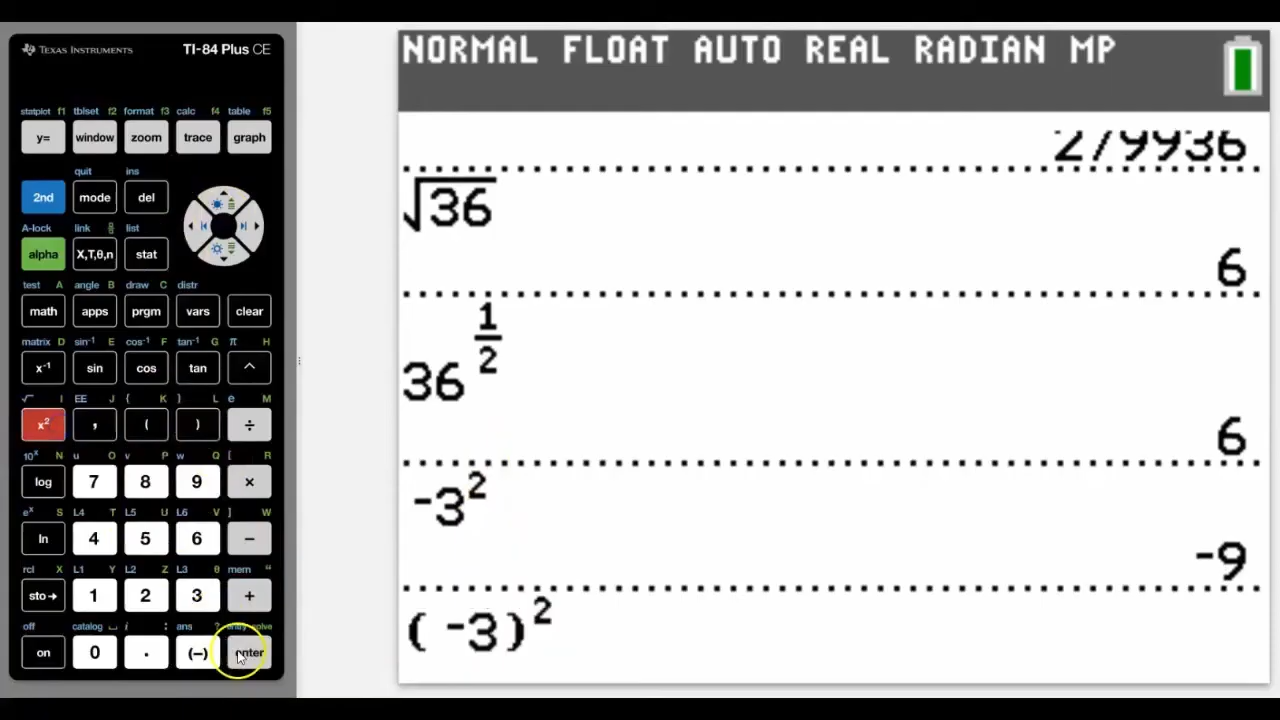 TEXAS INSTRUMENTS TI-84 Plus CE
statplot f1 tblset f2 format f3 calc f4 table f5
y= window zoom trace graph
quit ins
2nd mode del
A-lock link list
alpha X,T,θ,n stat
test A angle B draw C distr
math apps prgm vars clear
matrix D sin⁻¹ E cos⁻¹ F tan⁻¹ G π H
x⁻¹ sin cos tan ^
√ I EE J { K } L e M
x² , ( ) ÷
10ˣ N u O v P w Q [ R
log 7 8 9 ×
eˣ S L4 T L5 U L6 V ] W
ln 4 5 6 −
rcl X L1 Y L2 Z L3 θ mem "
sto→ 1 2 3 +
off catalog ␣ i : ans ? entry solve
on 0 . (−) enter
NORMAL FLOAT AUTO REAL RADIAN MP
√36
6
36^(1/2)
6
-3²
-9
(-3)²